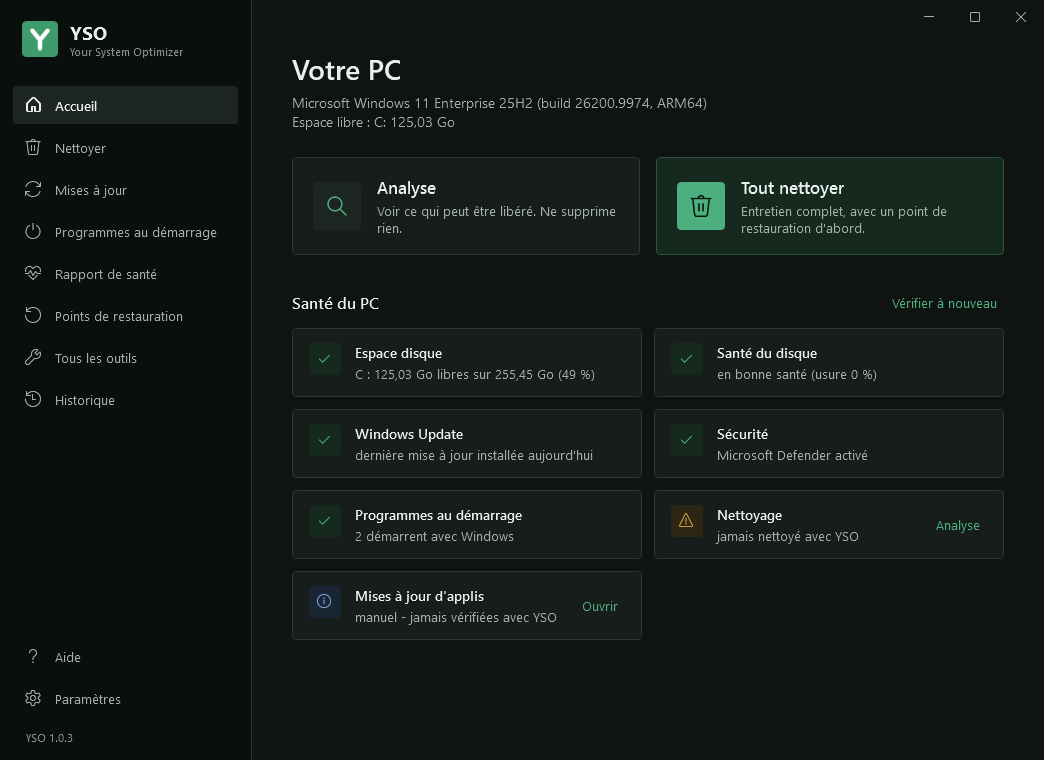 Y
YSO
Your System Optimizer
Accueil
Nettoyer
Mises à jour
Programmes au démarrage
Rapport de santé
Points de restauration
Tous les outils
Historique
Aide
Paramètres
YSO 1.0.3
Votre PC
Microsoft Windows 11 Enterprise 25H2 (build 26200.9974, ARM64)
Espace libre : C: 125,03 Go
Analyse
Voir ce qui peut être libéré. Ne supprime
rien.
Tout nettoyer
Entretien complet, avec un point de
restauration d'abord.
Santé du PC
Vérifier à nouveau
Espace disque
C : 125,03 Go libres sur 255,45 Go (49 %)
Santé du disque
en bonne santé (usure 0 %)
Windows Update
dernière mise à jour installée aujourd'hui
Sécurité
Microsoft Defender activé
Programmes au démarrage
2 démarrent avec Windows
Nettoyage
jamais nettoyé avec YSO
Analyse
Mises à jour d'applis
manuel - jamais vérifiées avec YSO
Ouvrir